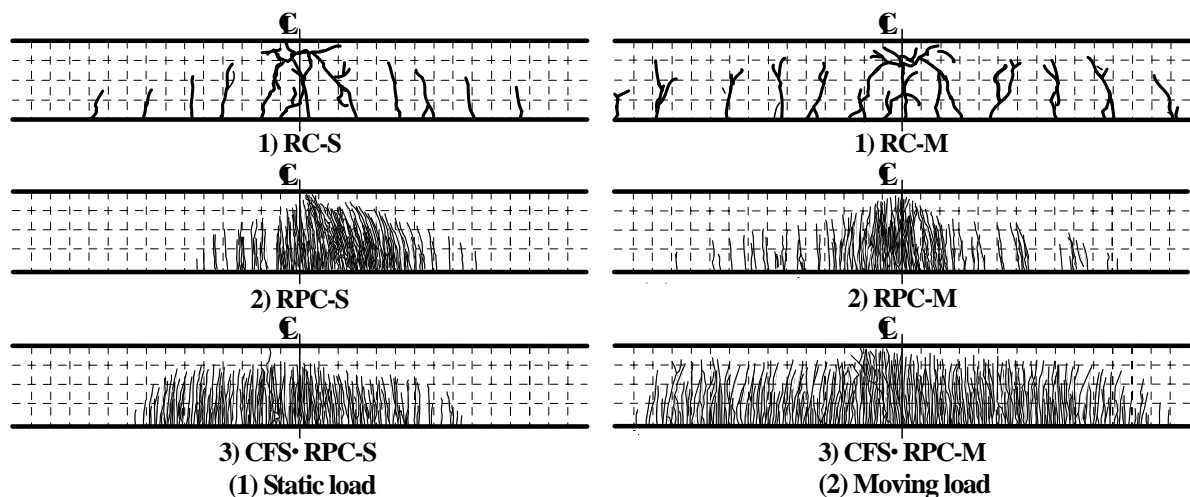 ℄
℄
1) RC-S
1) RC-M
℄
℄
2) RPC-S
2) RPC-M
℄
℄
3) CFS· RPC-S
3) CFS· RPC-M
(1) Static load
(2) Moving load